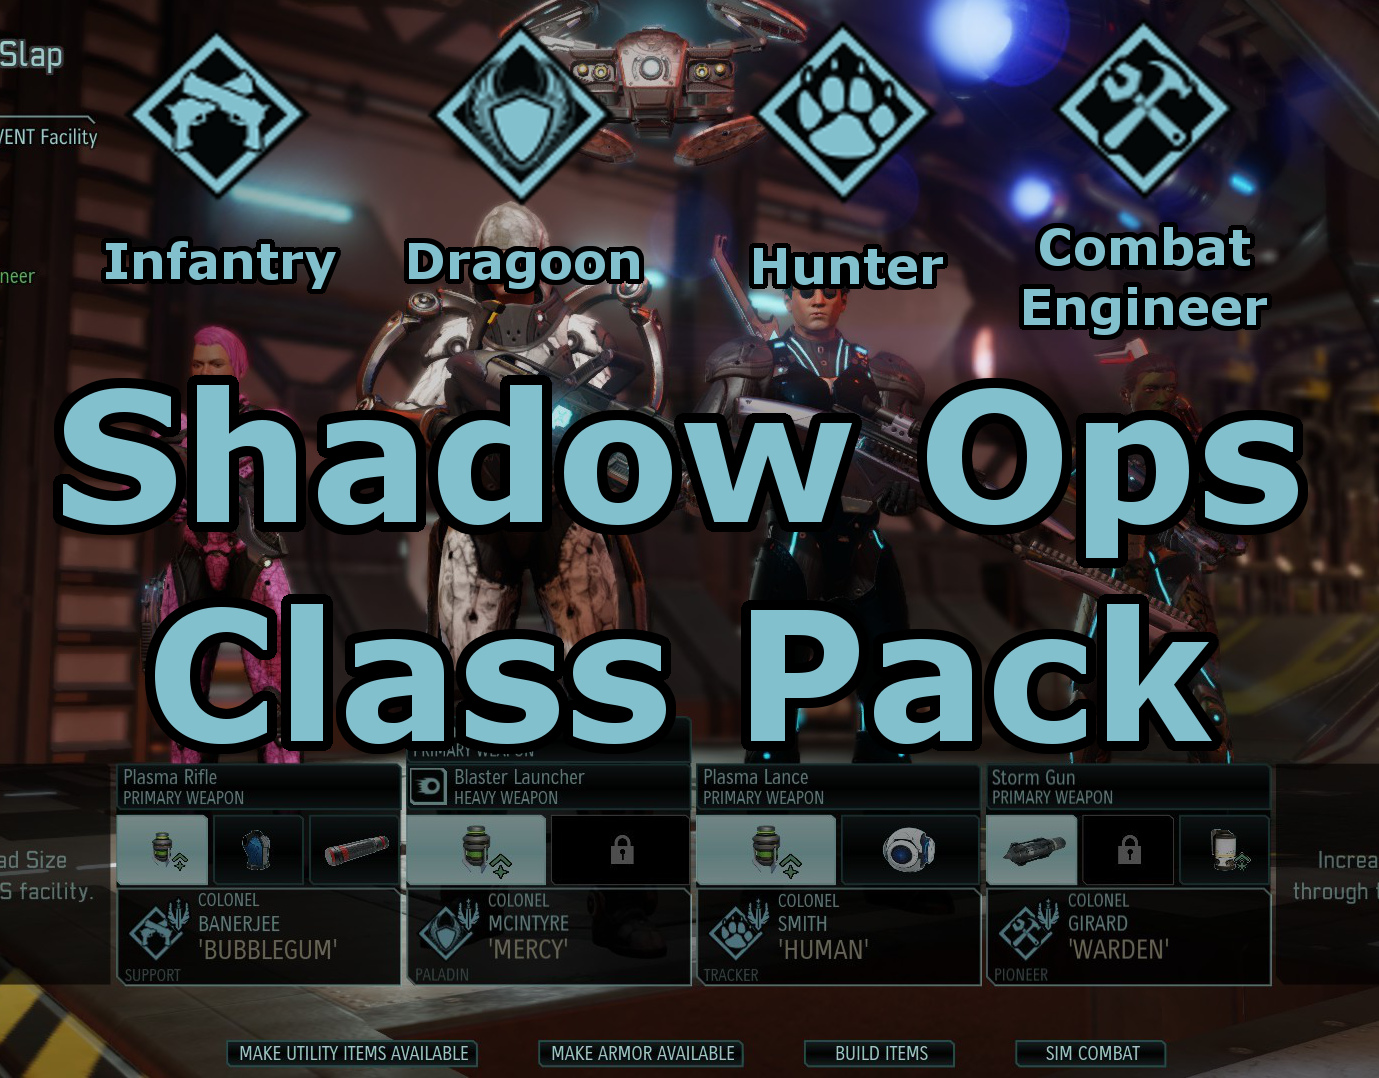 Slap
VENT Facility
neer
Infantry
Dragoon
Hunter
Combat
Engineer
Shadow Ops
Class Pack
PRIMARY WEAPON
Plasma Rifle
PRIMARY WEAPON
Blaster Launcher
HEAVY WEAPON
Plasma Lance
PRIMARY WEAPON
Storm Gun
PRIMARY WEAPON
ad Size
S facility.
Increa
through
COLONEL
BANERJEE
'BUBBLEGUM'
SUPPORT
COLONEL
MCINTYRE
'MERCY'
PALADIN
COLONEL
SMITH
'HUMAN'
TRACKER
COLONEL
GIRARD
'WARDEN'
PIONEER
MAKE UTILITY ITEMS AVAILABLE
MAKE ARMOR AVAILABLE
BUILD ITEMS
SIM COMBAT